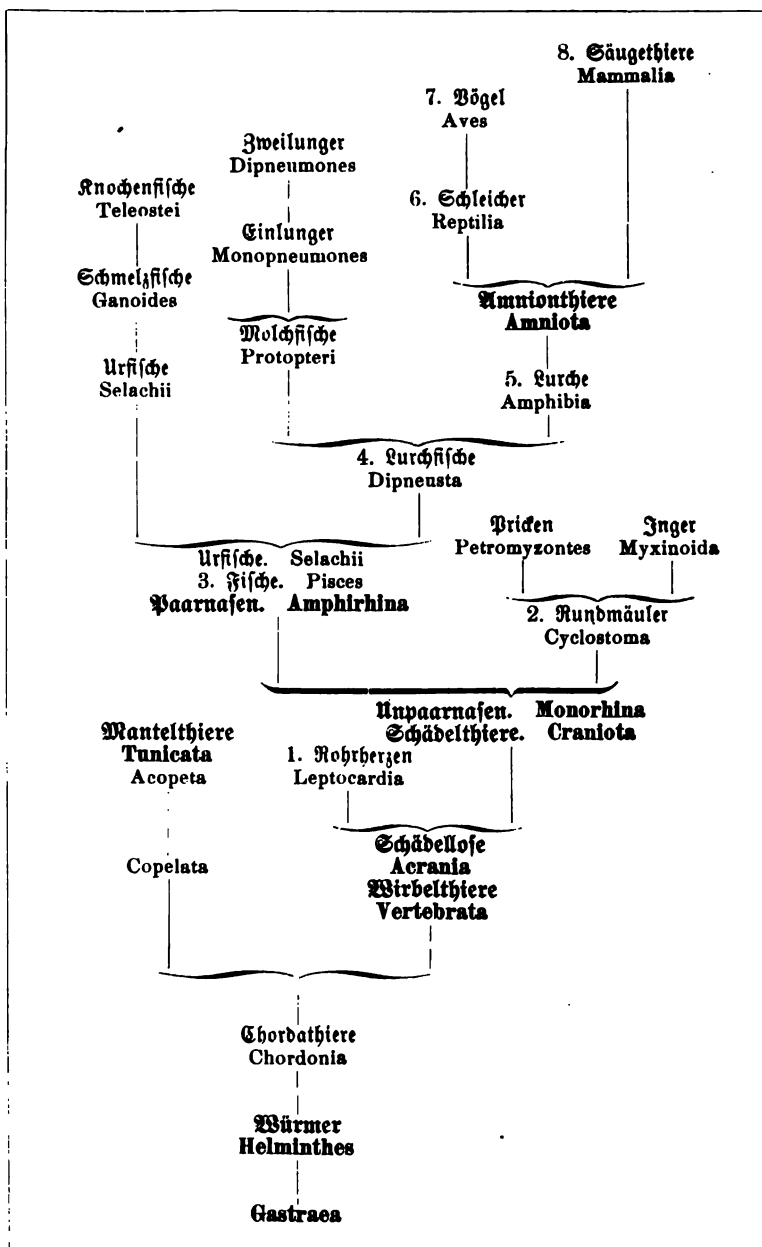 8. Säugethiere
Mammalia
7. Vögel
Aves
Zweilunger
Dipneumones
Knochenfische
Teleostei
6. Schleicher
Reptilia
Einlunger
Monopneumones
Schmelzfische
Ganoides
Amnionthiere
Amniota
Molchfische
Protopteri
Urfische
Selachii
5. Lurche
Amphibia
4. Lurchfische
Dipneusta
Pricken
Petromyzontes
Inger
Myxinoida
Urfische. Selachii
3. Fische. Pisces
Paarnasen. Amphirhina
2. Rundmäuler
Cyclostoma
Unpaarnasen. Monorhina
Schädelthiere. Craniota
Mantelthiere
Tunicata
Acopeta
1. Rohrherzen
Leptocardia
Schädellose
Acrania
Wirbelthiere
Vertebrata
Copelata
Chordathiere
Chordonia
Würmer
Helminthes
Gastraea